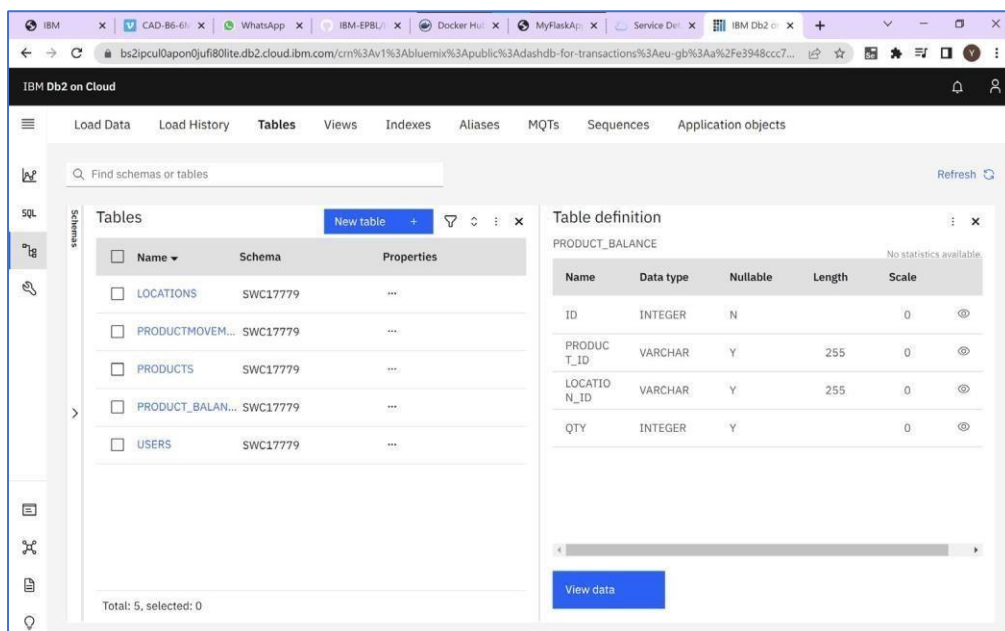 IBM
CAD-B6-6
WhatsApp
IBM-EPBL/
Docker Hu
MyFlaskAp
Service Det
IBM Db2 o
bs2ipcul0apon0jufi80lite.db2.cloud.ibm.com/crn%3Av1%3Abluemix%3Apublic%3Adashdb-for-transactions%3Aeu-gb%3Aa%2Fe3948ccc7...
Y
IBM Db2 on Cloud
Load Data Load History Tables Views Indexes Aliases MQTs Sequences Application objects
Find schemas or tables
Refresh
SQL
Schemas
Tables
New table +
Name Schema Properties
LOCATIONS SWC17779 ...
PRODUCTMOVEM... SWC17779 ...
PRODUCTS SWC17779 ...
PRODUCT_BALAN... SWC17779 ...
USERS SWC17779 ...
Total: 5, selected: 0
Table definition
PRODUCT_BALANCE
No statistics available.
Name Data type Nullable Length Scale
ID INTEGER N 0
PRODUC
T_ID VARCHAR Y 255 0
LOCATIO
N_ID VARCHAR Y 255 0
QTY INTEGER Y 0
View data